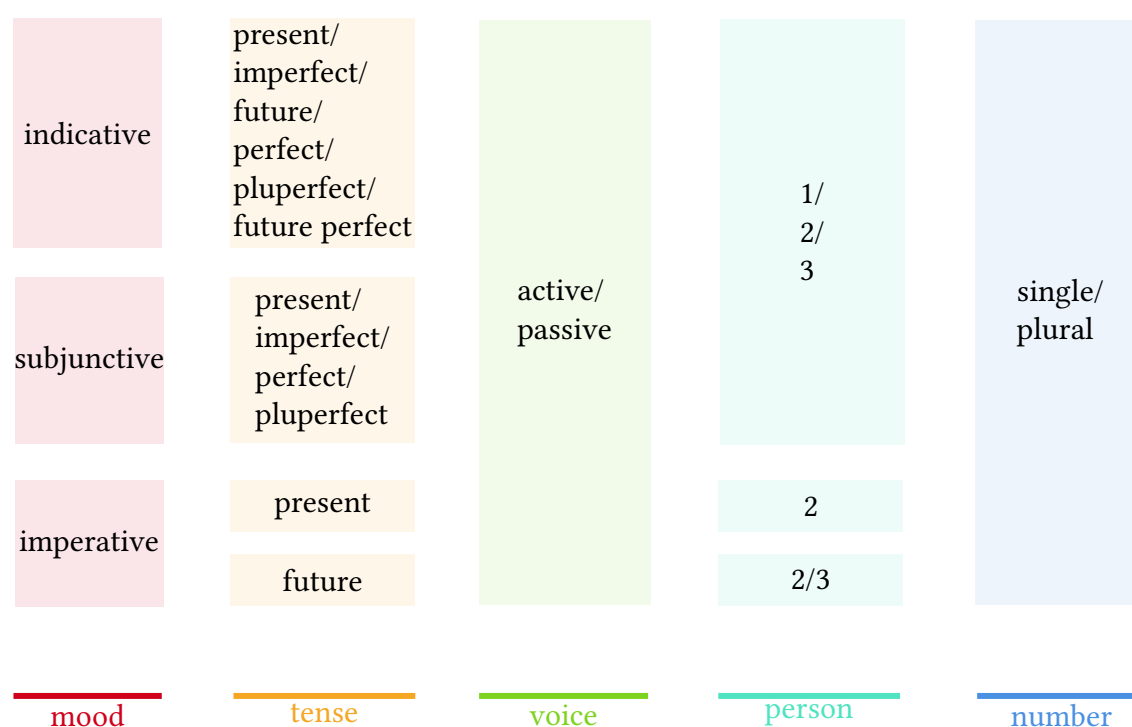 indicative
present/
imperfect/
future/
perfect/
pluperfect/
future perfect
subjunctive
present/
imperfect/
perfect/
pluperfect
imperative
present
future
active/
passive
1/
2/
3
2
2/3
single/
plural
mood
tense
voice
person
number